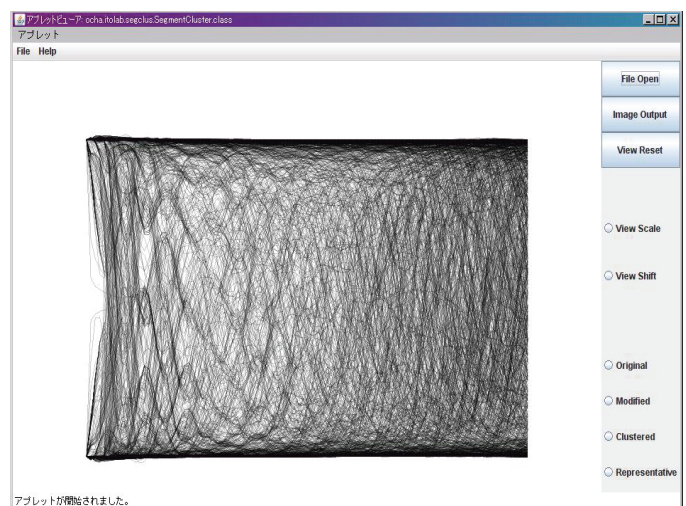 アプレットビューア: ocha.itolab.segclus.SegmentCluster.class
アプレット
File Help
File Open
Image Output
View Reset
View Scale
View Shift
Original
Modified
Clustered
Representative
アプレットが開始されました。